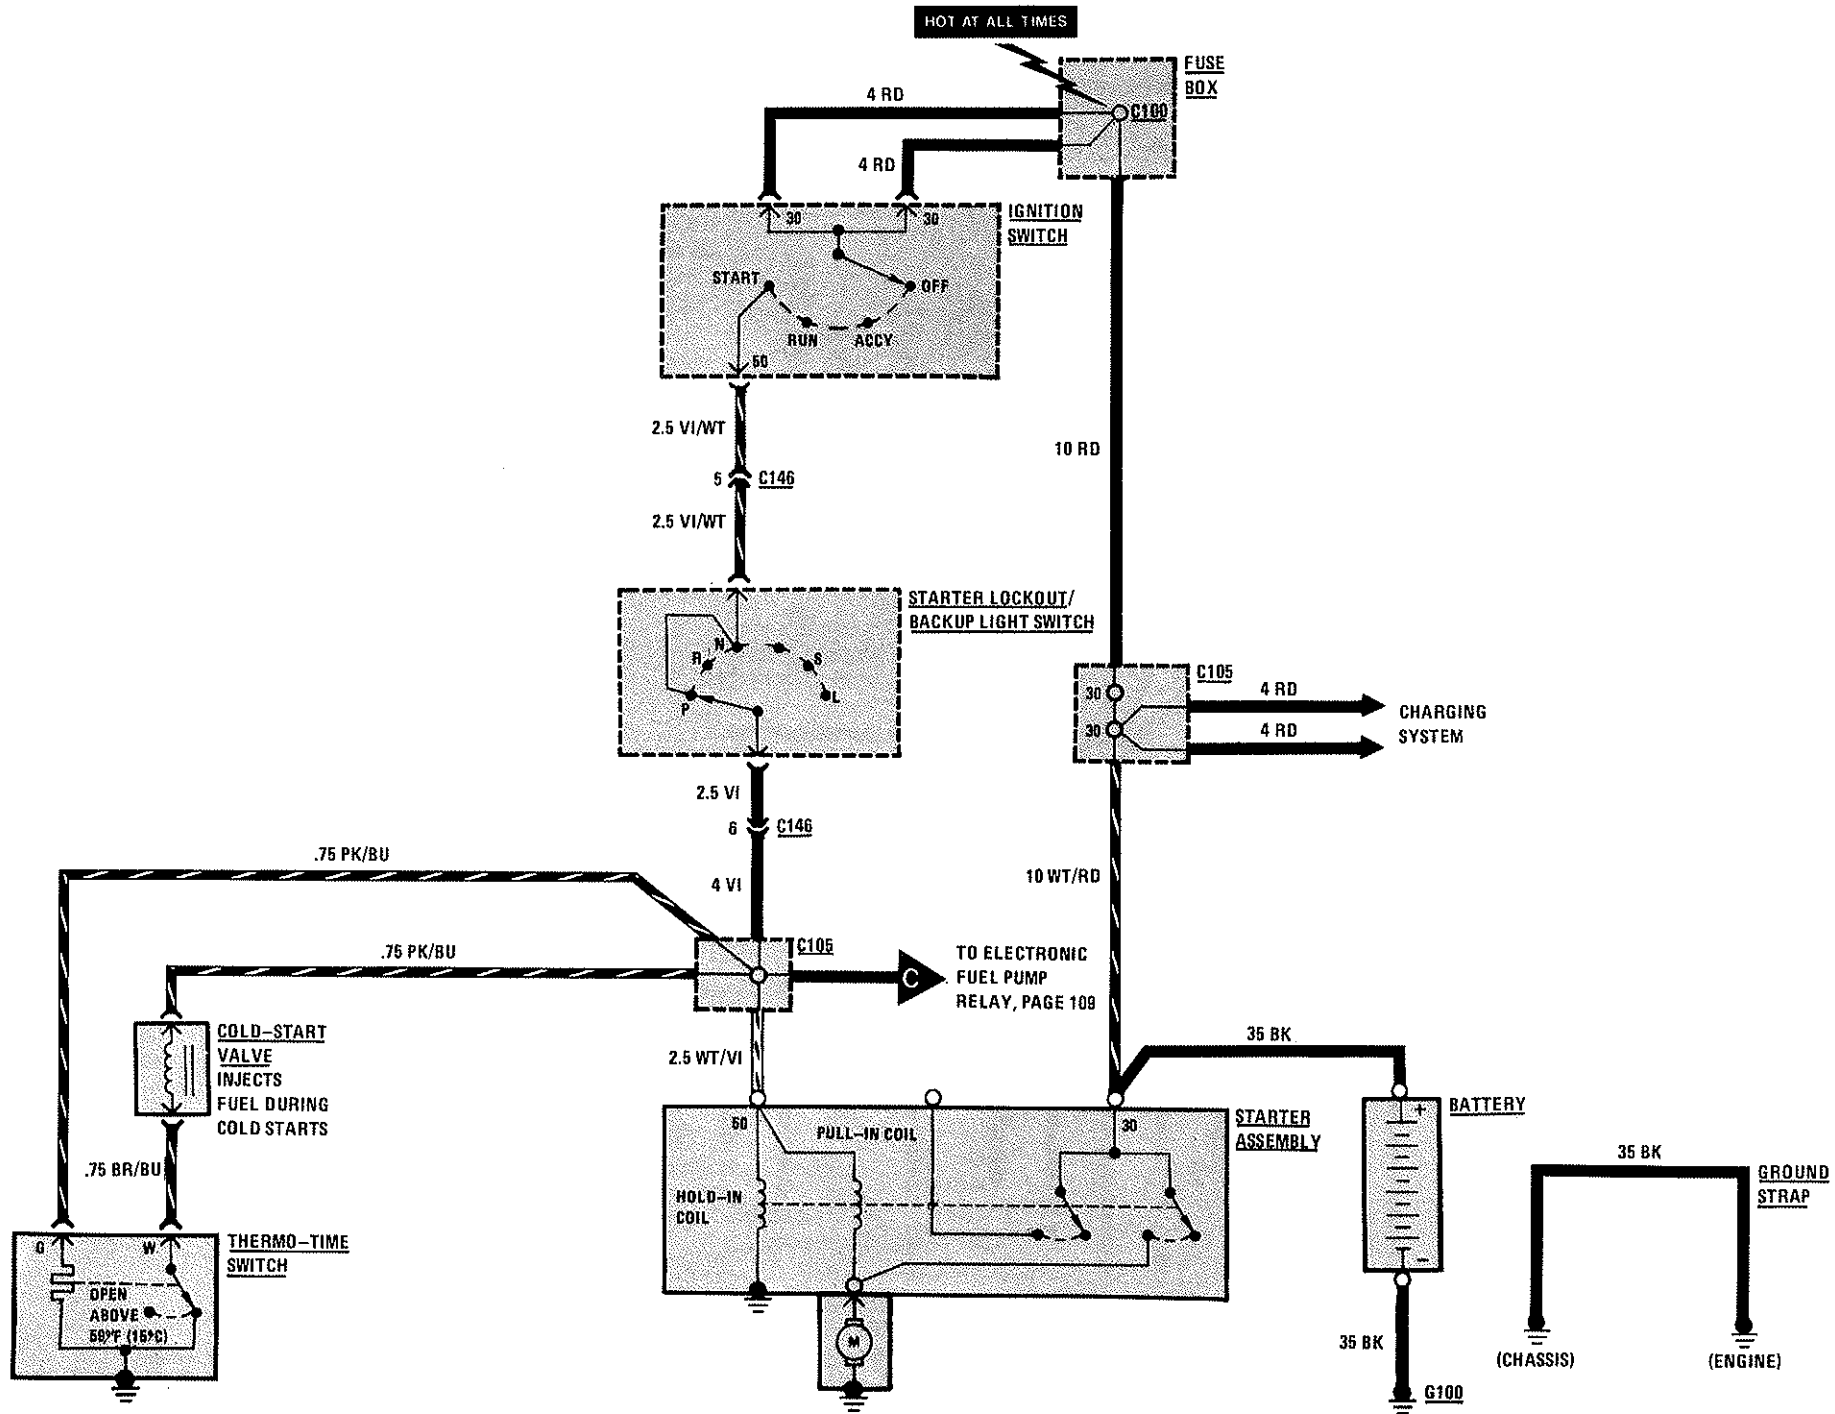 HOT AT ALL TIMES
FUSE
BOX
4 RD
C100
4 RD
30
30
IGNITION
SWITCH
START
OFF
RUN
ACCY
50
2.5 VI/WT
10 RD
5
C146
2.5 VI/WT
STARTER LOCKOUT/
BACKUP LIGHT SWITCH
N
R
S
P
L
C105
30
4 RD
30
4 RD
CHARGING
SYSTEM
2.5 VI
6
C146
.75 PK/BU
4 VI
10 WT/RD
.75 PK/BU
C105
C
TO ELECTRONIC
FUEL PUMP
RELAY, PAGE 109
COLD-START
VALVE
INJECTS
FUEL DURING
COLD STARTS
2.5 WT/VI
35 BK
50
PULL-IN COIL
30
STARTER
ASSEMBLY
+
BATTERY
.75 BR/BU
HOLD-IN
COIL
35 BK
GROUND
STRAP
G
W
THERMO-TIME
SWITCH
OPEN
ABOVE
59°F (15°C)
M
-
35 BK
G100
(CHASSIS)
(ENGINE)